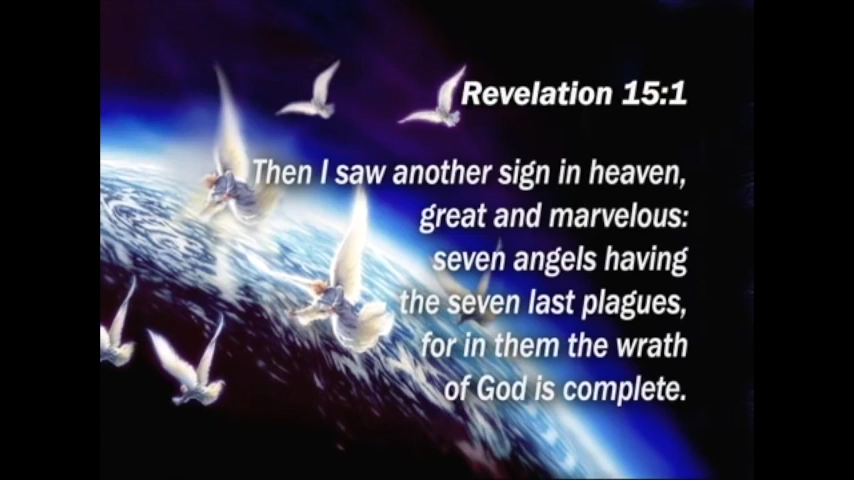 Revelation 15:1
Then I saw another sign in heaven,
great and marvelous:
seven angels having
the seven last plagues,
for in them the wrath
of God is complete.